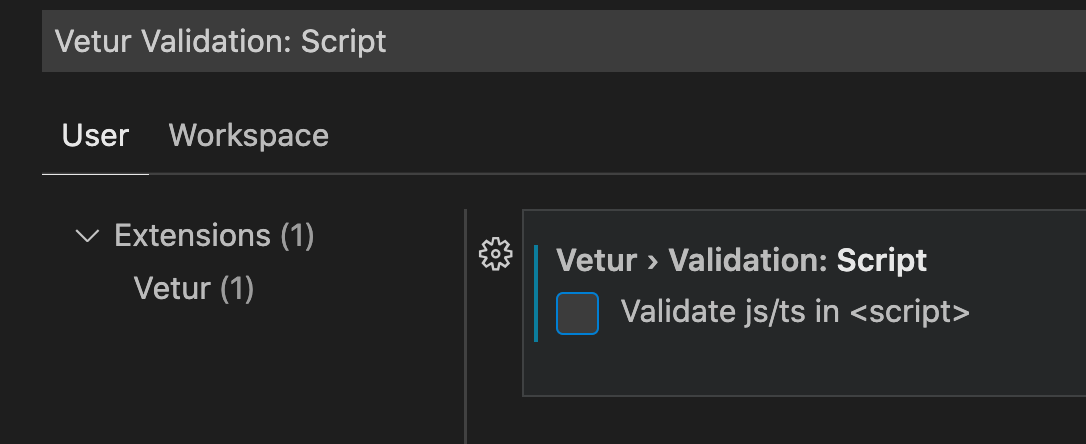 Vetur Validation: Script
User Workspace
Extensions (1)
Vetur (1)
Vetur › Validation: Script
Validate js/ts in <script>